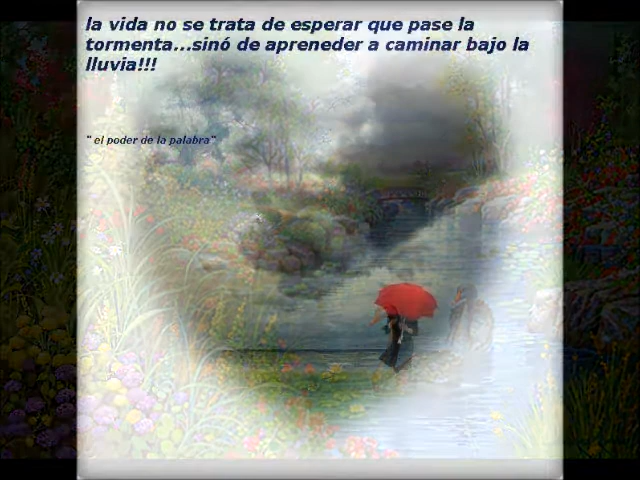 la vida no se trata de esperar que pase la
tormenta...sinó de apreneder a caminar bajo la
lluvia!!!
" el poder de la palabra"